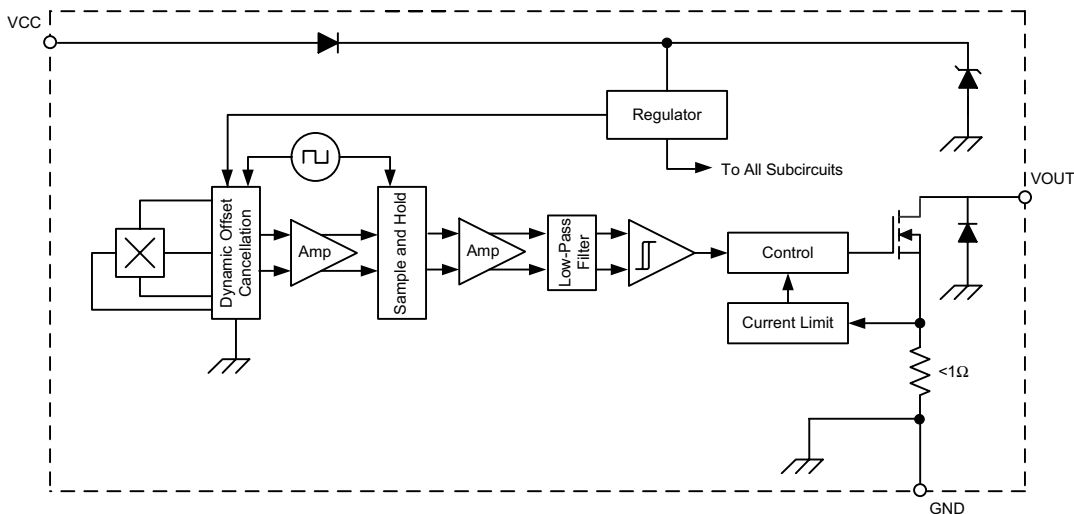 VCC
Regulator
To All Subcircuits
VOUT
Dynamic Offset
Cancellation
Amp
Sample and Hold
Amp
Low-Pass
Filter
Control
Current Limit
<1Ω
GND